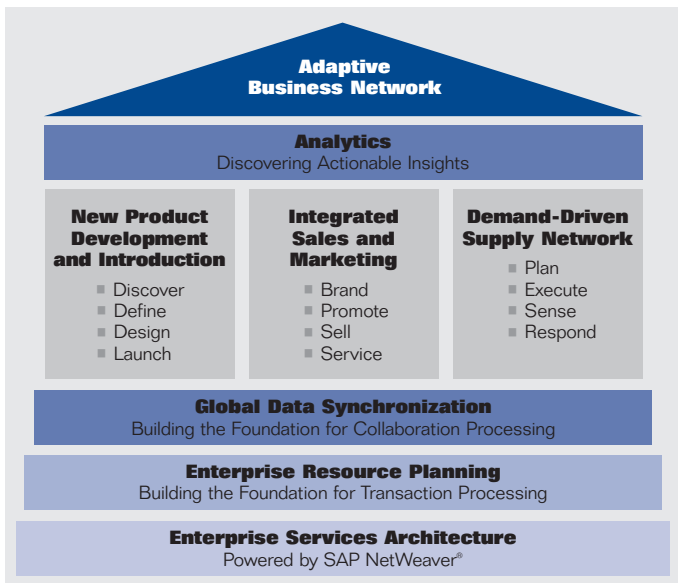 Adaptive
Business Network
Analytics
Discovering Actionable Insights
New Product
Development
and Introduction
Discover
Define
Design
Launch
Integrated
Sales and
Marketing
Brand
Promote
Sell
Service
Demand-Driven
Supply Network
Plan
Execute
Sense
Respond
Global Data Synchronization
Building the Foundation for Collaboration Processing
Enterprise Resource Planning
Building the Foundation for Transaction Processing
Enterprise Services Architecture
Powered by SAP NetWeaver®